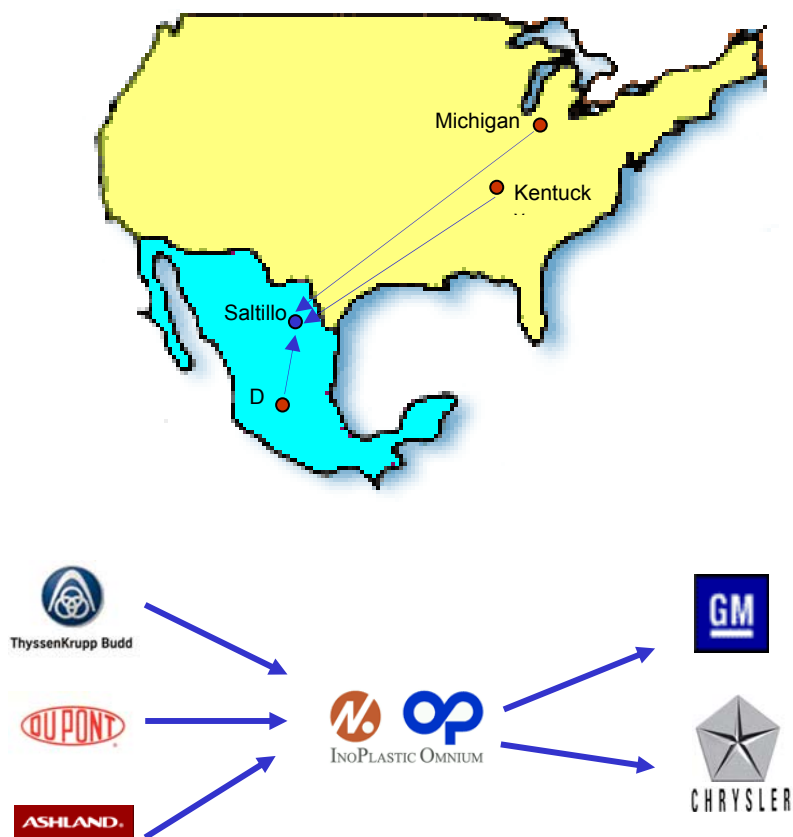 Michigan
Kentuck
Saltillo
D
ThyssenKrupp Budd
GM
DUPONT
INOPLASTIC OMNIUM
CHRYSLER
ASHLAND.